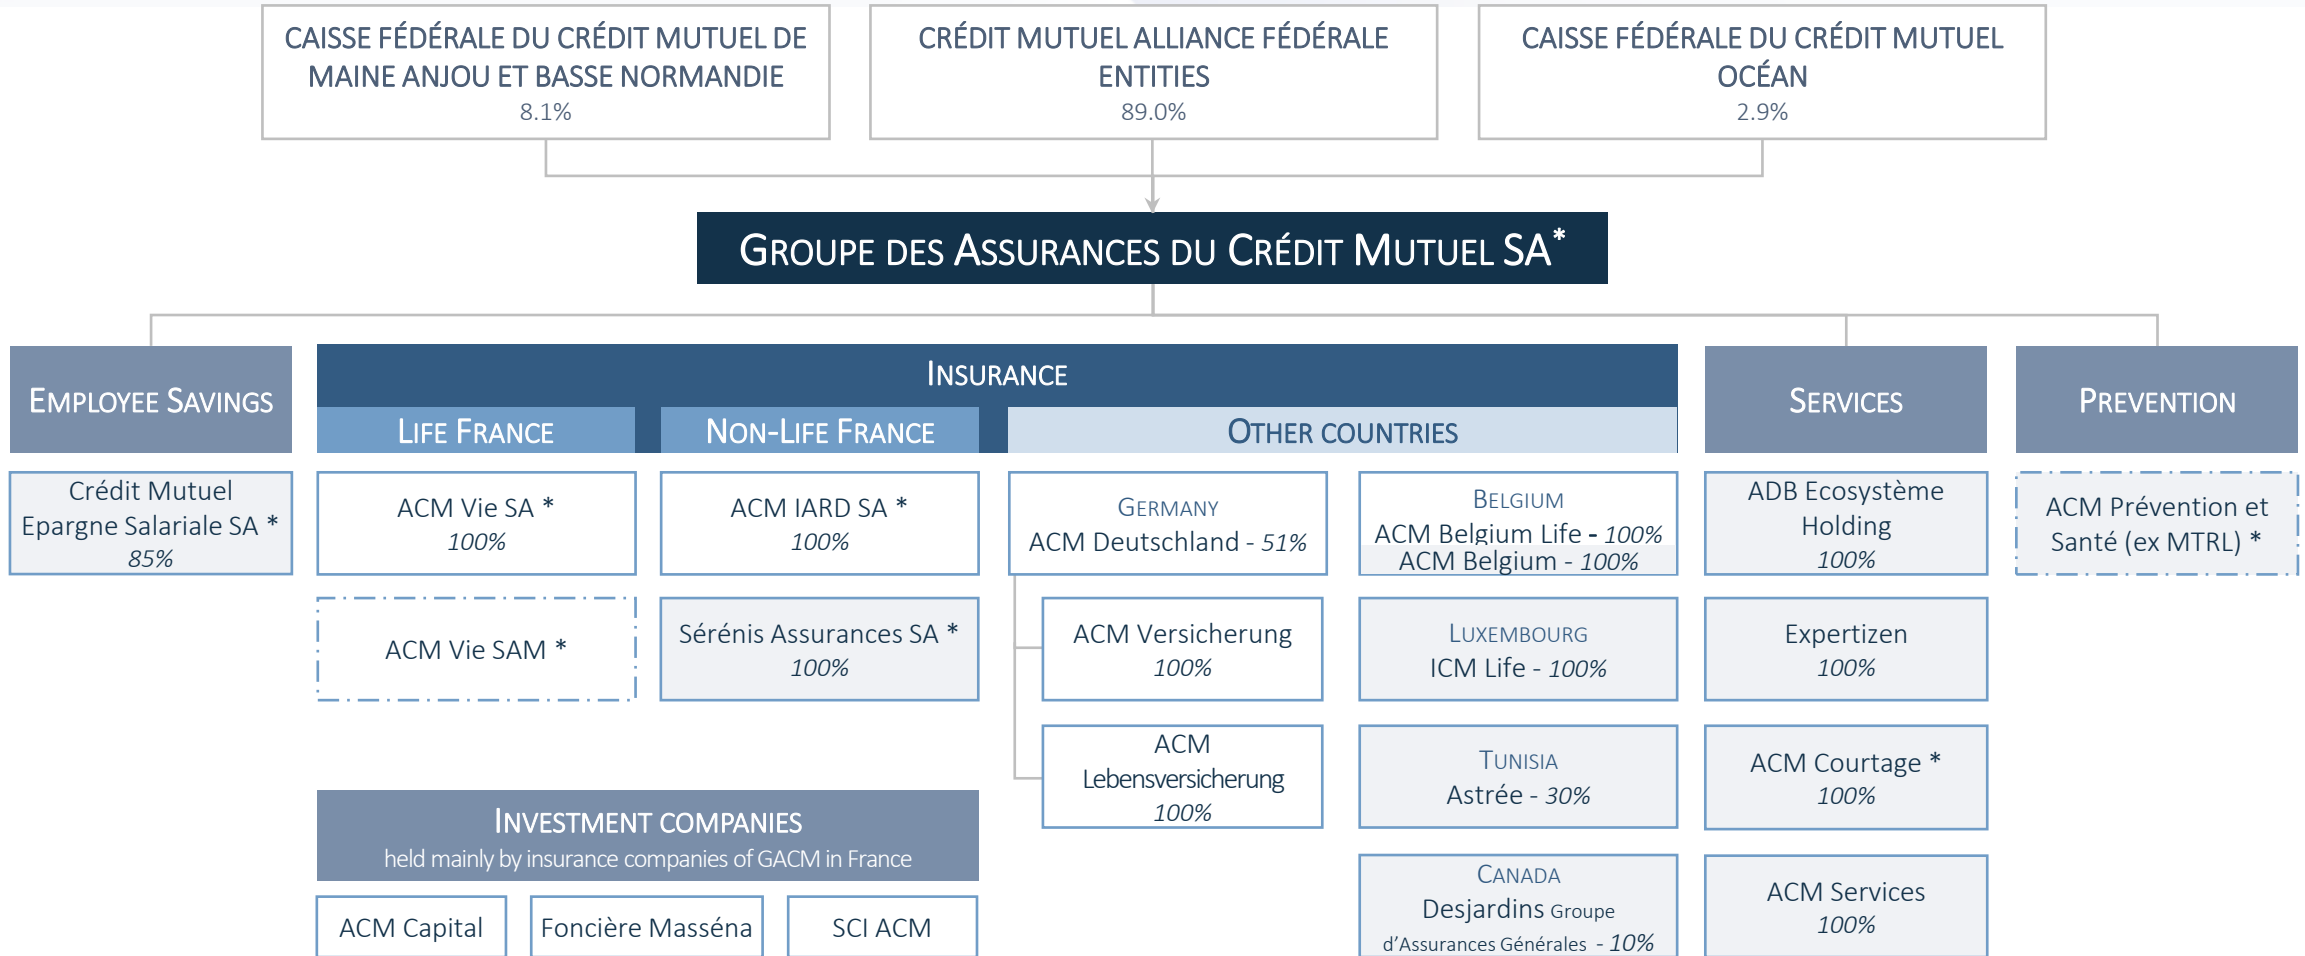 CAISSE FÉDÉRALE DU CRÉDIT MUTUEL DE
MAINE ANJOU ET BASSE NORMANDIE
8.1%
CRÉDIT MUTUEL ALLIANCE FÉDÉRALE
ENTITIES
89.0%
CAISSE FÉDÉRALE DU CRÉDIT MUTUEL
OCÉAN
2.9%
GROUPE DES ASSURANCES DU CRÉDIT MUTUEL SA*
EMPLOYEE SAVINGS
Crédit Mutuel
Epargne Salariale SA *
85%
INSURANCE
LIFE FRANCE
ACM Vie SA *
100%
ACM Vie SAM *
NON-LIFE FRANCE
ACM IARD SA *
100%
Sérénis Assurances SA *
100%
OTHER COUNTRIES
GERMANY
ACM Deutschland - 51%
ACM Versicherung
100%
ACM
Lebensversicherung
100%
BELGIUM
ACM Belgium Life - 100%
ACM Belgium - 100%
LUXEMBOURG
ICM Life - 100%
TUNISIA
Astrée - 30%
CANADA
Desjardins Groupe
d'Assurances Générales - 10%
SERVICES
ADB Ecosystème
Holding
100%
Expertizen
100%
ACM Courtage *
100%
ACM Services
100%
PREVENTION
ACM Prévention et
Santé (ex MTRL) *
INVESTMENT COMPANIES
held mainly by insurance companies of GACM in France
ACM Capital
Foncière Masséna
SCI ACM